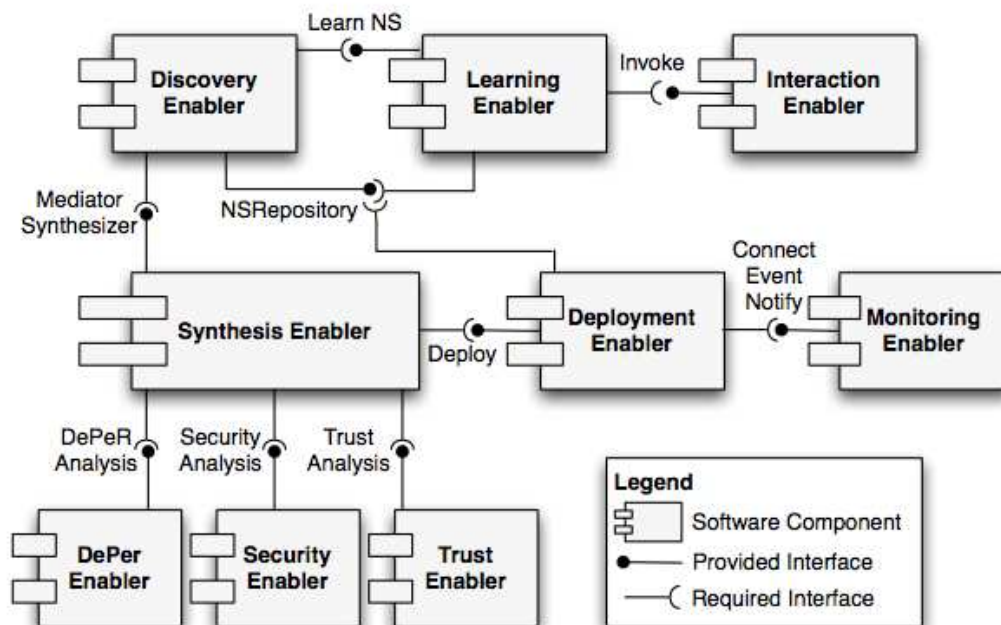 Learn NS
Discovery
Enabler
Learning
Enabler
Invoke
Interaction
Enabler
Mediator
Synthesizer
NSRepository
Connect
Event
Notify
Synthesis Enabler
Deploy
Deployment
Enabler
Monitoring
Enabler
DePeR
Analysis
Security
Analysis
Trust
Analysis
DePer
Enabler
Security
Enabler
Trust
Enabler
Legend
Software Component
Provided Interface
Required Interface